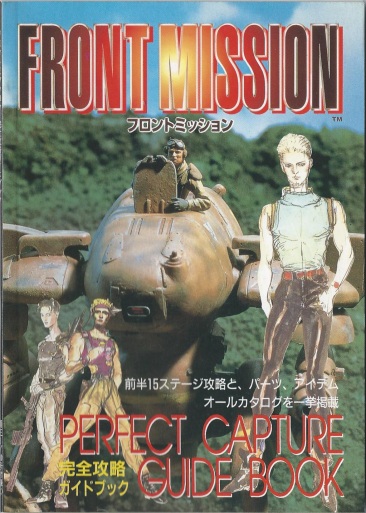 FRONT MISSION
TM
フロントミッション
前半15ステージ攻略と、パーツ、アイテム
オールカタログを一挙掲載
PERFECT CAPTURE
完全攻略
ガイドブック
GUIDE BOOK